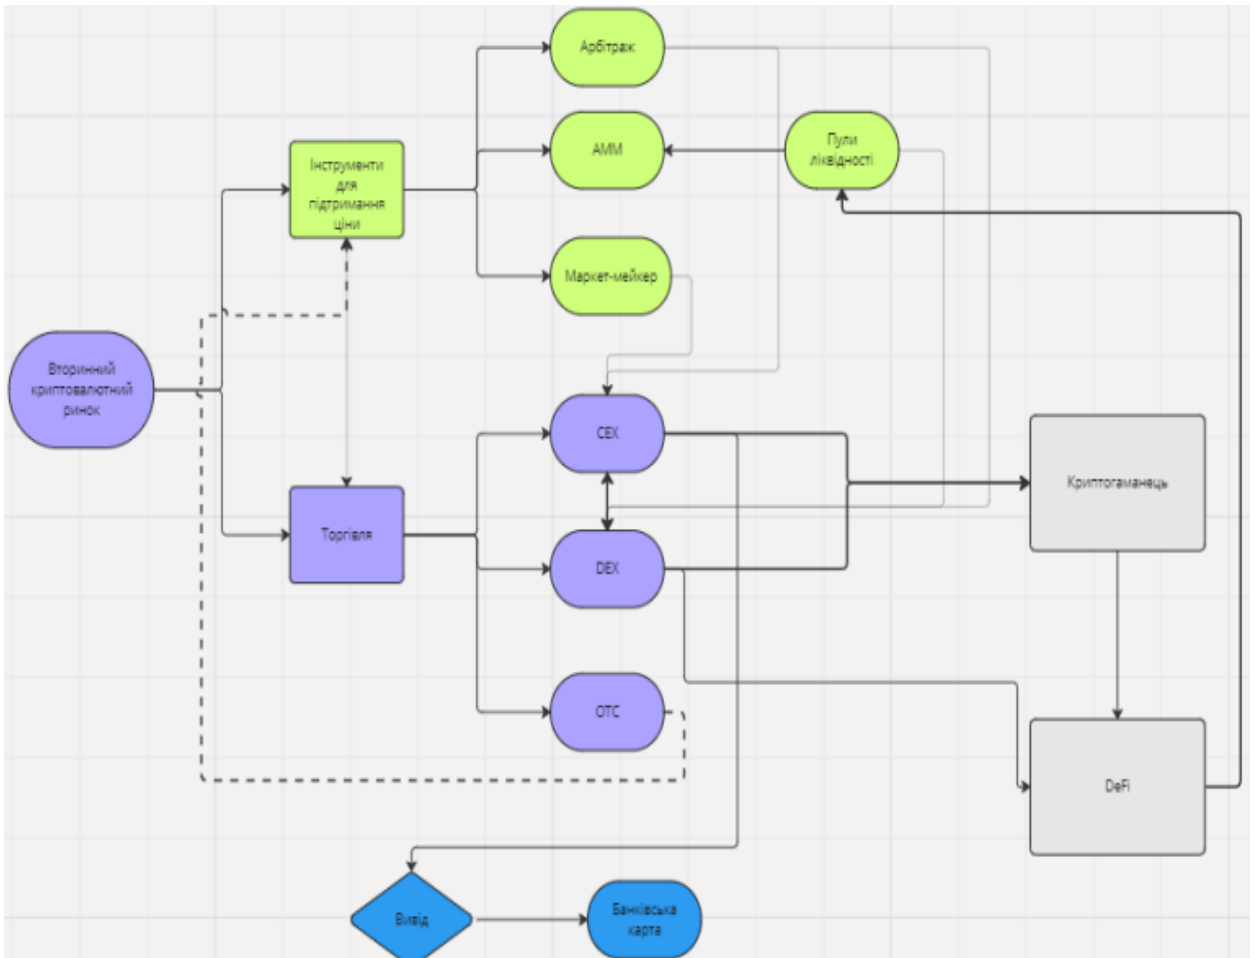 Арбітраж
АММ
Пули
ліквідності
Інструменти
для
підтримання
ціни
Маркет-мейкер
Вторинний
криптовалютний
ринок
CEX
Криптогаманець
Торгівля
DEX
OTC
DeFi
Вивід
Банківська
карта